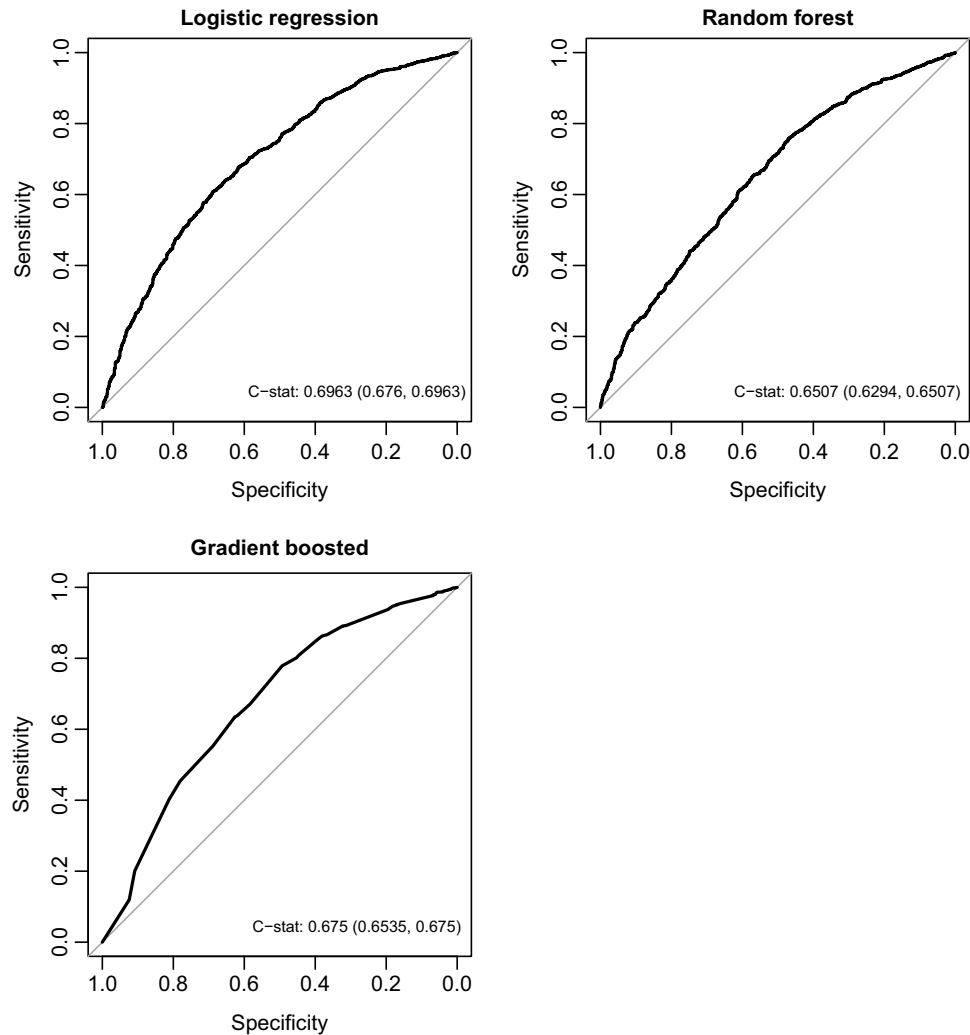 Logistic regression
1.0
0.8
0.6
0.4
0.2
0.0
Sensitivity
C−stat: 0.6963 (0.676, 0.6963)
1.0 0.8 0.6 0.4 0.2 0.0
Specificity
Random forest
1.0
0.8
0.6
0.4
0.2
0.0
Sensitivity
C−stat: 0.6507 (0.6294, 0.6507)
1.0 0.8 0.6 0.4 0.2 0.0
Specificity
Gradient boosted
1.0
0.8
0.6
0.4
0.2
0.0
Sensitivity
C−stat: 0.675 (0.6535, 0.675)
1.0 0.8 0.6 0.4 0.2 0.0
Specificity